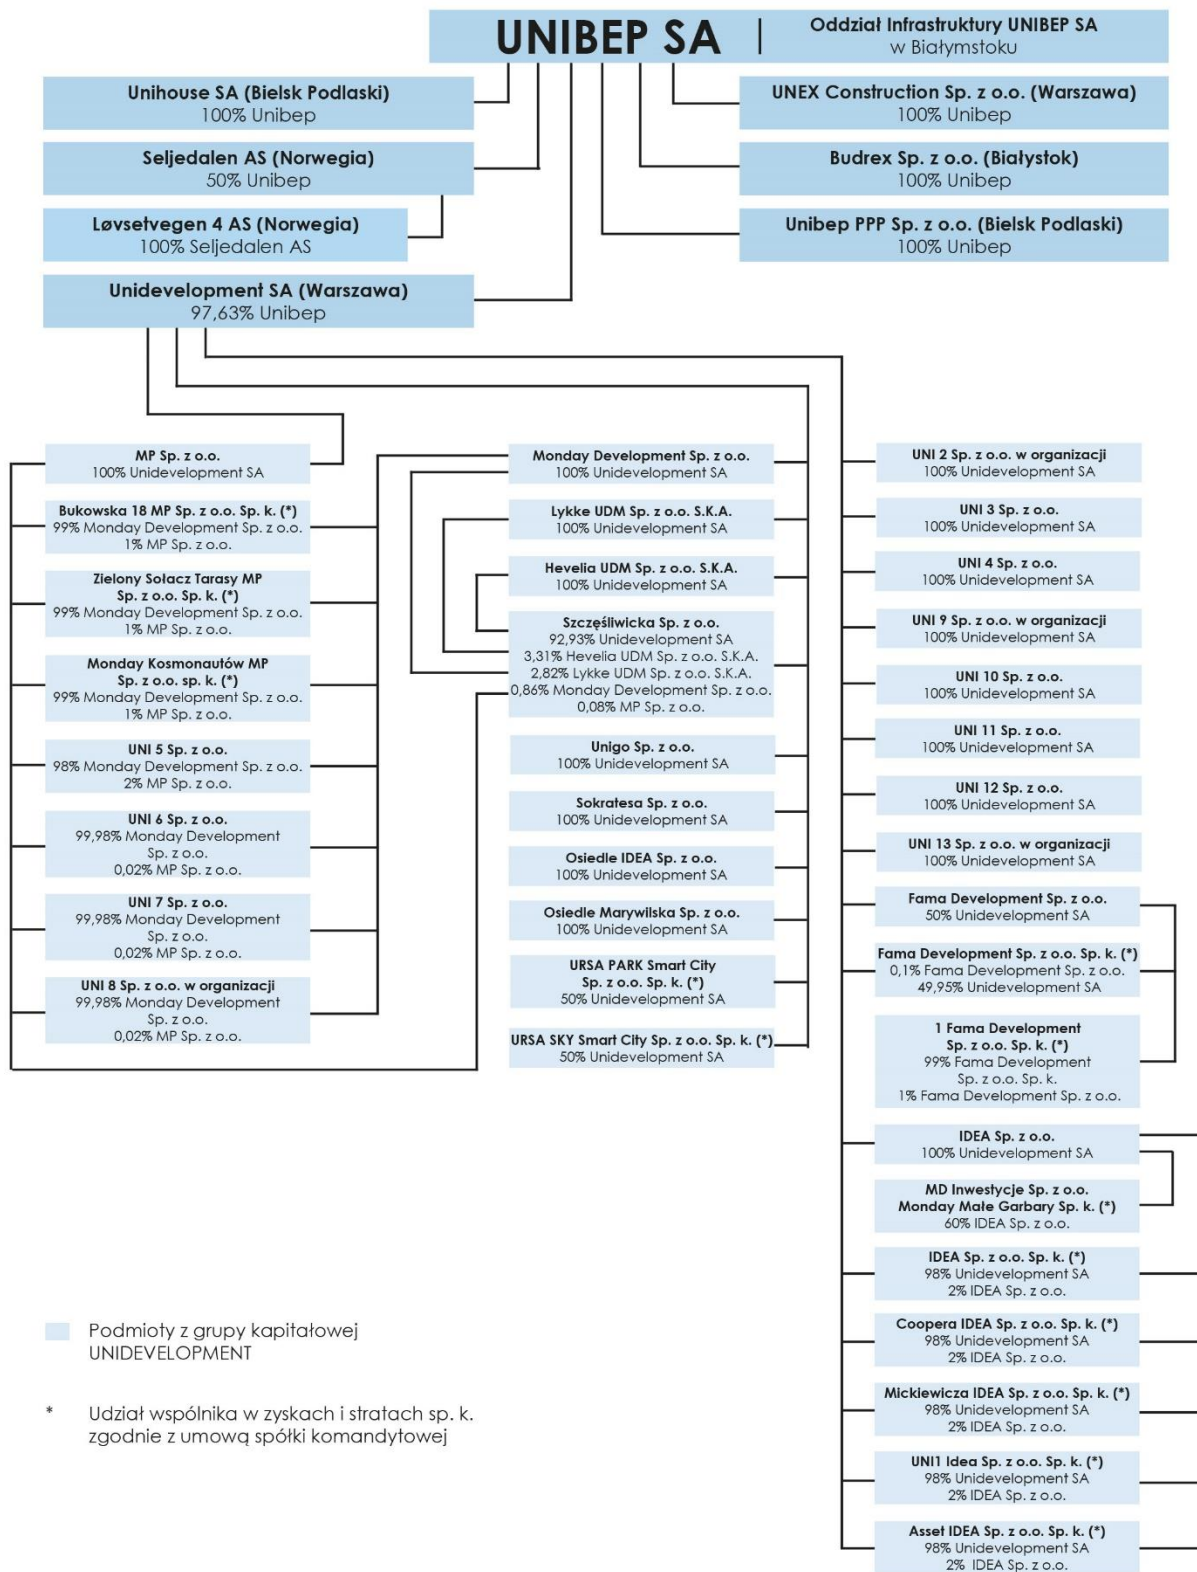 UNIBEP SA
Oddział Infrastruktury UNIBEP SA
w Białymstoku
Unihouse SA (Bielsk Podlaski)
100% Unibep
Seljedalen AS (Norwegia)
50% Unibep
Løvsetvegen 4 AS (Norwegia)
100% Seljedalen AS
Unidevelopment SA (Warszawa)
97,63% Unibep
UNEX Construction Sp. z o.o. (Warszawa)
100% Unibep
Budrex Sp. z o.o. (Białystok)
100% Unibep
Unibep PPP Sp. z o.o. (Bielsk Podlaski)
100% Unibep
MP Sp. z o.o.
100% Unidevelopment SA
Bukowska 18 MP Sp. z o.o. Sp. k. (*)
99% Monday Development Sp. z o.o.
1% MP Sp. z o.o.
Zielony Sołacz Tarasy MP
Sp. z o.o. Sp. k. (*)
99% Monday Development Sp. z o.o.
1% MP Sp. z o.o.
Monday Kosmonautów MP
Sp. z o.o. sp. k. (*)
99% Monday Development Sp. z o.o.
1% MP Sp. z o.o.
UNI 5 Sp. z o.o.
98% Monday Development Sp. z o.o.
2% MP Sp. z o.o.
UNI 6 Sp. z o.o.
99,98% Monday Development
Sp. z o.o.
0,02% MP Sp. z o.o.
UNI 7 Sp. z o.o.
99,98% Monday Development
Sp. z o.o.
0,02% MP Sp. z o.o.
UNI 8 Sp. z o.o. w organizacji
99,98% Monday Development
Sp. z o.o.
0,02% MP Sp. z o.o.
Monday Development Sp. z o.o.
100% Unidevelopment SA
Lykke UDM Sp. z o.o. S.K.A.
100% Unidevelopment SA
Hevelia UDM Sp. z o.o. S.K.A.
100% Unidevelopment SA
Szczęśliwicka Sp. z o.o.
92,93% Unidevelopment SA
3,31% Hevelia UDM Sp. z o.o. S.K.A.
2,82% Lykke UDM Sp. z o.o. S.K.A.
0,86% Monday Development Sp. z o.o.
0,08% MP Sp. z o.o.
Unigo Sp. z o.o.
100% Unidevelopment SA
Sokratesa Sp. z o.o.
100% Unidevelopment SA
Osiedle IDEA Sp. z o.o.
100% Unidevelopment SA
Osiedle Marywilska Sp. z o.o.
100% Unidevelopment SA
URSA PARK Smart City
Sp. z o.o. Sp. k. (*)
50% Unidevelopment SA
URSA SKY Smart City Sp. z o.o. Sp. k. (*)
50% Unidevelopment SA
UNI 2 Sp. z o.o. w organizacji
100% Unidevelopment SA
UNI 3 Sp. z o.o.
100% Unidevelopment SA
UNI 4 Sp. z o.o.
100% Unidevelopment SA
UNI 9 Sp. z o.o. w organizacji
100% Unidevelopment SA
UNI 10 Sp. z o.o.
100% Unidevelopment SA
UNI 11 Sp. z o.o.
100% Unidevelopment SA
UNI 12 Sp. z o.o.
100% Unidevelopment SA
UNI 13 Sp. z o.o. w organizacji
100% Unidevelopment SA
Fama Development Sp. z o.o.
50% Unidevelopment SA
Fama Development Sp. z o.o. Sp. k. (*)
0,1% Fama Development Sp. z o.o.
49,95% Unidevelopment SA
1 Fama Development
Sp. z o.o. Sp. k. (*)
99% Fama Development
Sp. z o.o. Sp. k.
1% Fama Development Sp. z o.o.
IDEA Sp. z o.o.
100% Unidevelopment SA
MD Inwestycje Sp. z o.o.
Monday Małe Garbary Sp. k. (*)
60% IDEA Sp. z o.o.
IDEA Sp. z o.o. Sp. k. (*)
98% Unidevelopment SA
2% IDEA Sp. z o.o.
Coopera IDEA Sp. z o.o. Sp. k. (*)
98% Unidevelopment SA
2% IDEA Sp. z o.o.
Mickiewicza IDEA Sp. z o.o. Sp. k. (*)
98% Unidevelopment SA
2% IDEA Sp. z o.o.
UNI1 Idea Sp. z o.o. Sp. k. (*)
98% Unidevelopment SA
2% IDEA Sp. z o.o.
Asset IDEA Sp. z o.o. Sp. k. (*)
98% Unidevelopment SA
2% IDEA Sp. z o.o.
Podmioty z grupy kapitałowej
UNIDEVELOPMENT
* Udział wspólnika w zyskach i stratach sp. k.
zgodnie z umową spółki komandytowej